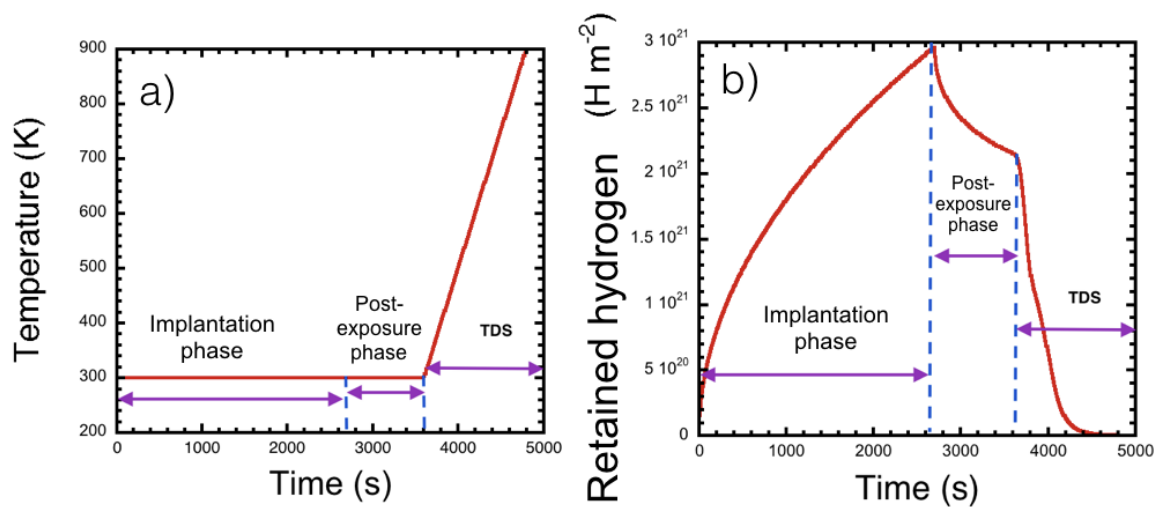 a)
Temperature (K)
900
800
700
600
500
400
300
200
Implantation
phase
Post-
exposure
phase
TDS
0
1000
2000
3000
4000
5000
Time (s)
b)
Retained hydrogen (H m⁻²)
3 10²¹
2.5 10²¹
2 10²¹
1.5 10²¹
1 10²¹
5 10²⁰
0
Post-
exposure
phase
Implantation
phase
TDS
0
1000
2000
3000
4000
5000
Time (s)